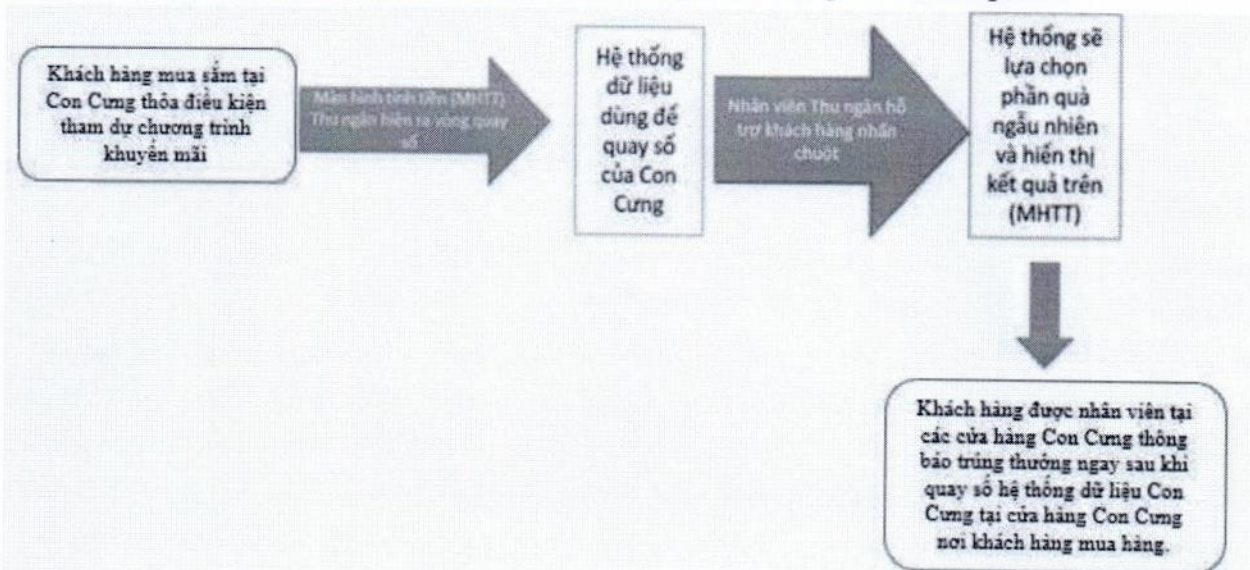 Khách hàng mua sắm tại
Con Cưng thỏa điều kiện
tham dự chương trình
khuyến mãi
Màn hình tính tiền (MHTT)
Thu ngân hiện ra vòng quay
số
Hệ thống
dữ liệu
dùng để
quay số
của Con
Cưng
Nhân viên Thu ngân hỗ
trợ khách hàng nhấn
chuột
Hệ thống sẽ
lựa chọn
phần quà
ngẫu nhiên
và hiển thị
kết quả trên
(MHTT)
Khách hàng được nhân viên tại
các cửa hàng Con Cưng thông
báo trúng thưởng ngay sau khi
quay số hệ thống dữ liệu Con
Cưng tại cửa hàng Con Cưng
nơi khách hàng mua hàng.